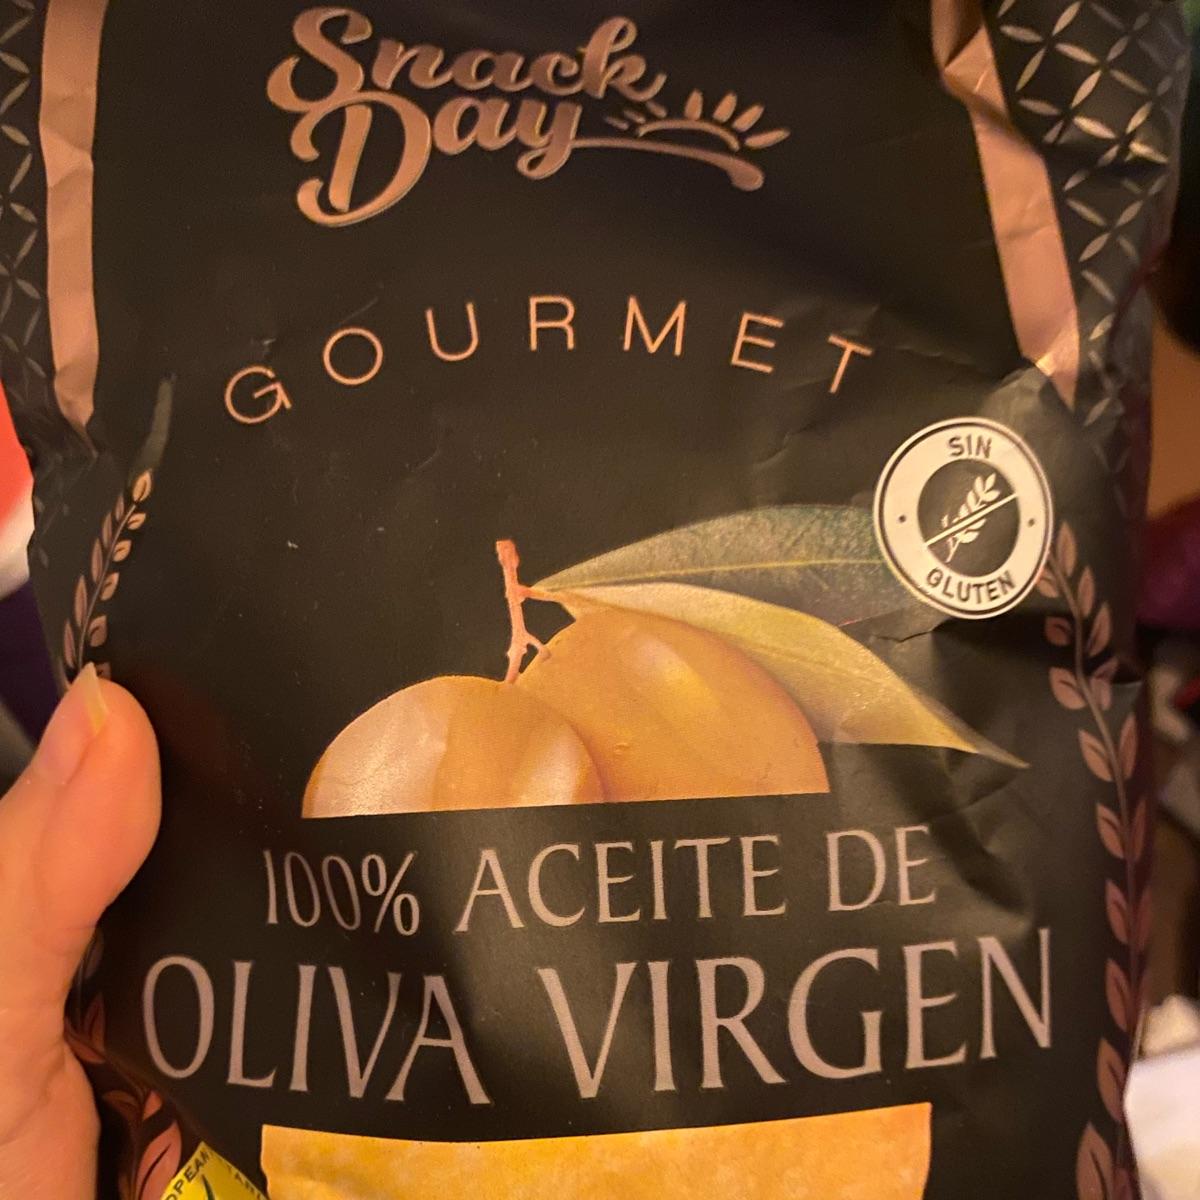 Snack
Day
GOURMET
SIN
GLUTEN
100% ACEITE DE
OLIVA VIRGEN